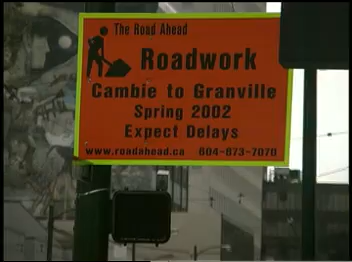 The Road Ahead
Roadwork
Cambie to Granville
Spring 2002
Expect Delays
www.roadahead.ca 604-873-7070